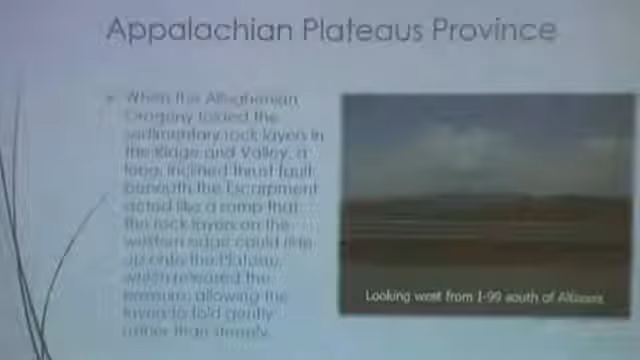 Appalachian Plateaus Province
When the Alleghenian
Orogeny folded the
sedimentary rock layers in
the Ridge and Valley, a
long, inclined thrust fault
beneath the Escarpment
acted like a ramp that
the rock layers on the
western edge could ride
up onto the Plateau,
which released the
pressure, allowing the
layers to fold gently
rather than steeply.
Looking west from I-99 south of Altoona